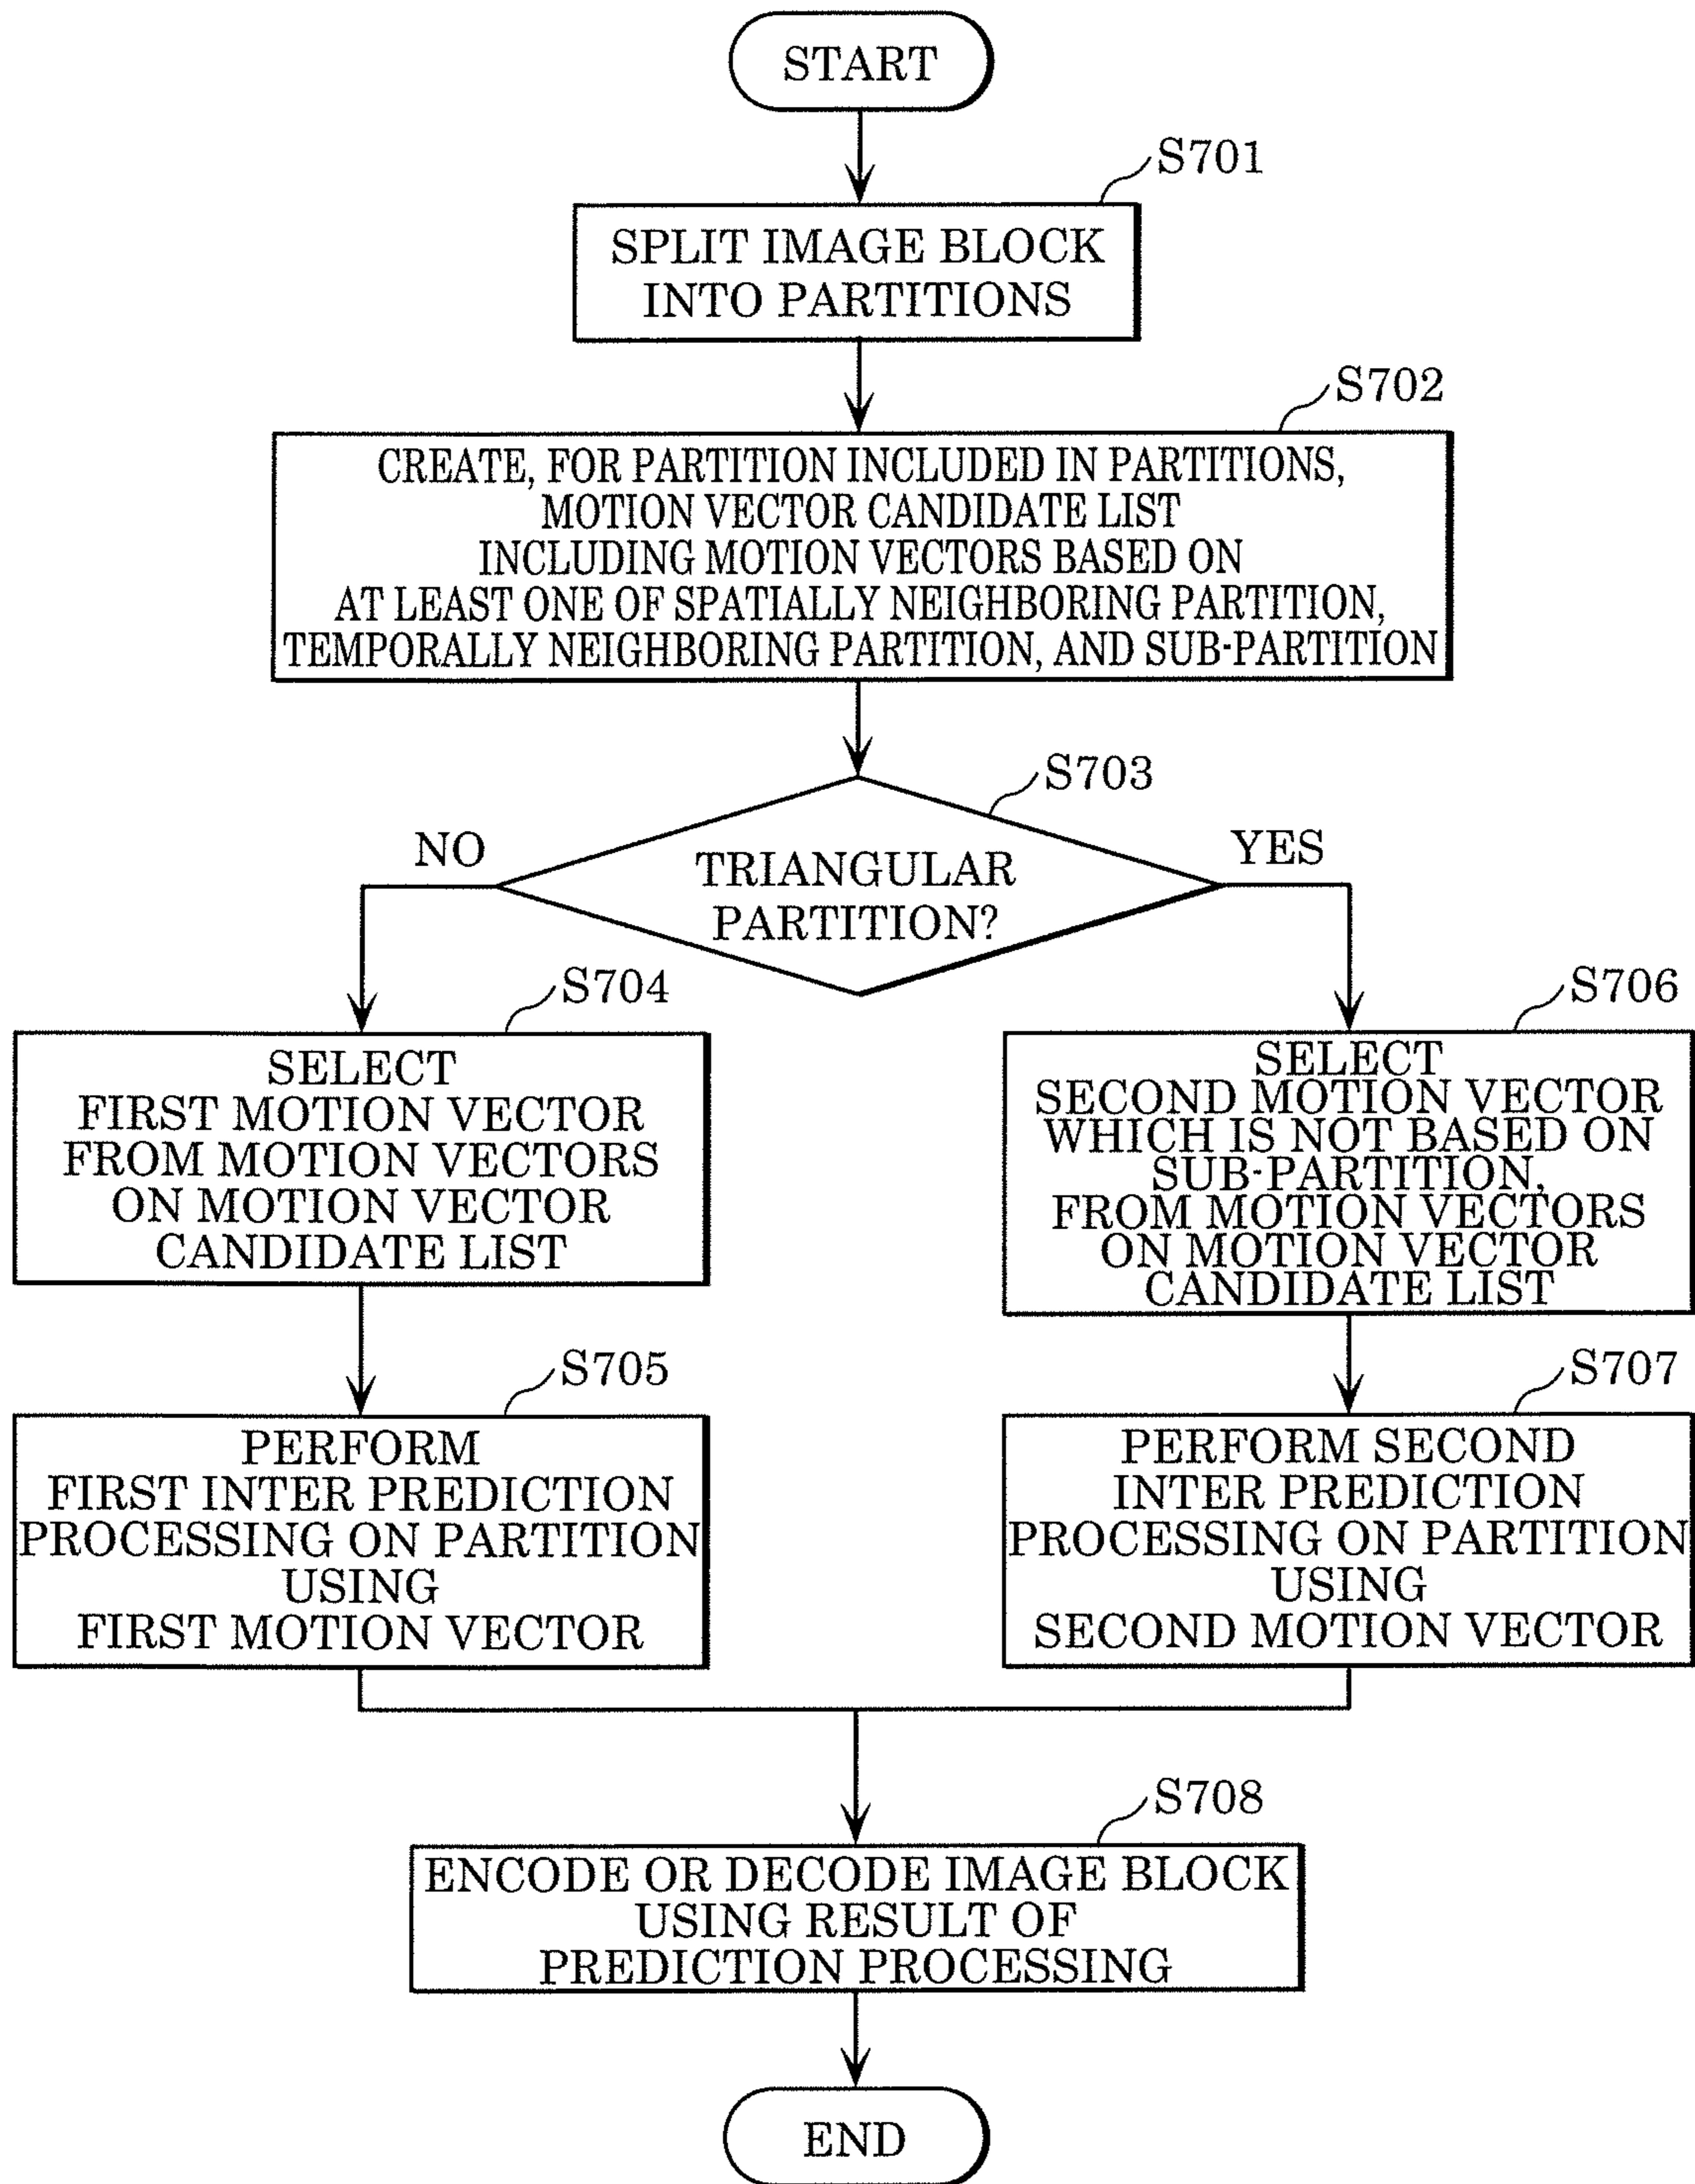 START
S701
SPLIT IMAGE BLOCK
INTO PARTITIONS
S702
CREATE, FOR PARTITION INCLUDED IN PARTITIONS,
MOTION VECTOR CANDIDATE LIST
INCLUDING MOTION VECTORS BASED ON
AT LEAST ONE OF SPATIALLY NEIGHBORING PARTITION,
TEMPORALLY NEIGHBORING PARTITION, AND SUB-PARTITION
S703
NO
YES
TRIANGULAR
PARTITION?
S704
SELECT
FIRST MOTION VECTOR
FROM MOTION VECTORS
ON MOTION VECTOR
CANDIDATE LIST
S706
SELECT
SECOND MOTION VECTOR
WHICH IS NOT BASED ON
SUB-PARTITION,
FROM MOTION VECTORS
ON MOTION VECTOR
CANDIDATE LIST
S705
PERFORM
FIRST INTER PREDICTION
PROCESSING ON PARTITION
USING
FIRST MOTION VECTOR
S707
PERFORM SECOND
INTER PREDICTION
PROCESSING ON PARTITION
USING
SECOND MOTION VECTOR
S708
ENCODE OR DECODE IMAGE BLOCK
USING RESULT OF
PREDICTION PROCESSING
END